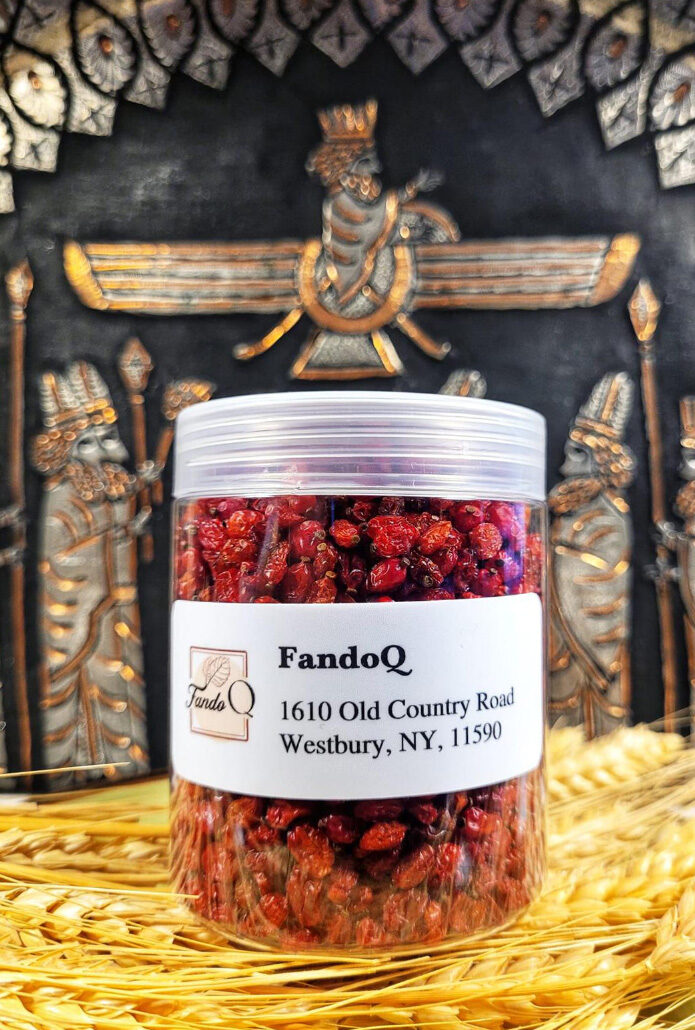 Fando Q
FandoQ
1610 Old Country Road
Westbury, NY, 11590